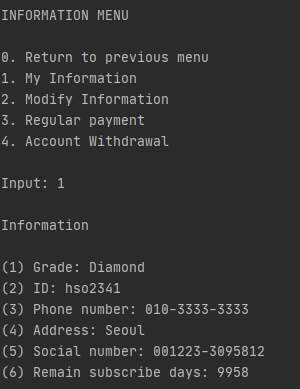 INFORMATION MENU
0. Return to previous menu
1. My Information
2. Modify Information
3. Regular payment
4. Account Withdrawal
Input: 1
Information
(1) Grade: Diamond
(2) ID: hso2341
(3) Phone number: 010-3333-3333
(4) Address: Seoul
(5) Social number: 001223-3095812
(6) Remain subscribe days: 9958